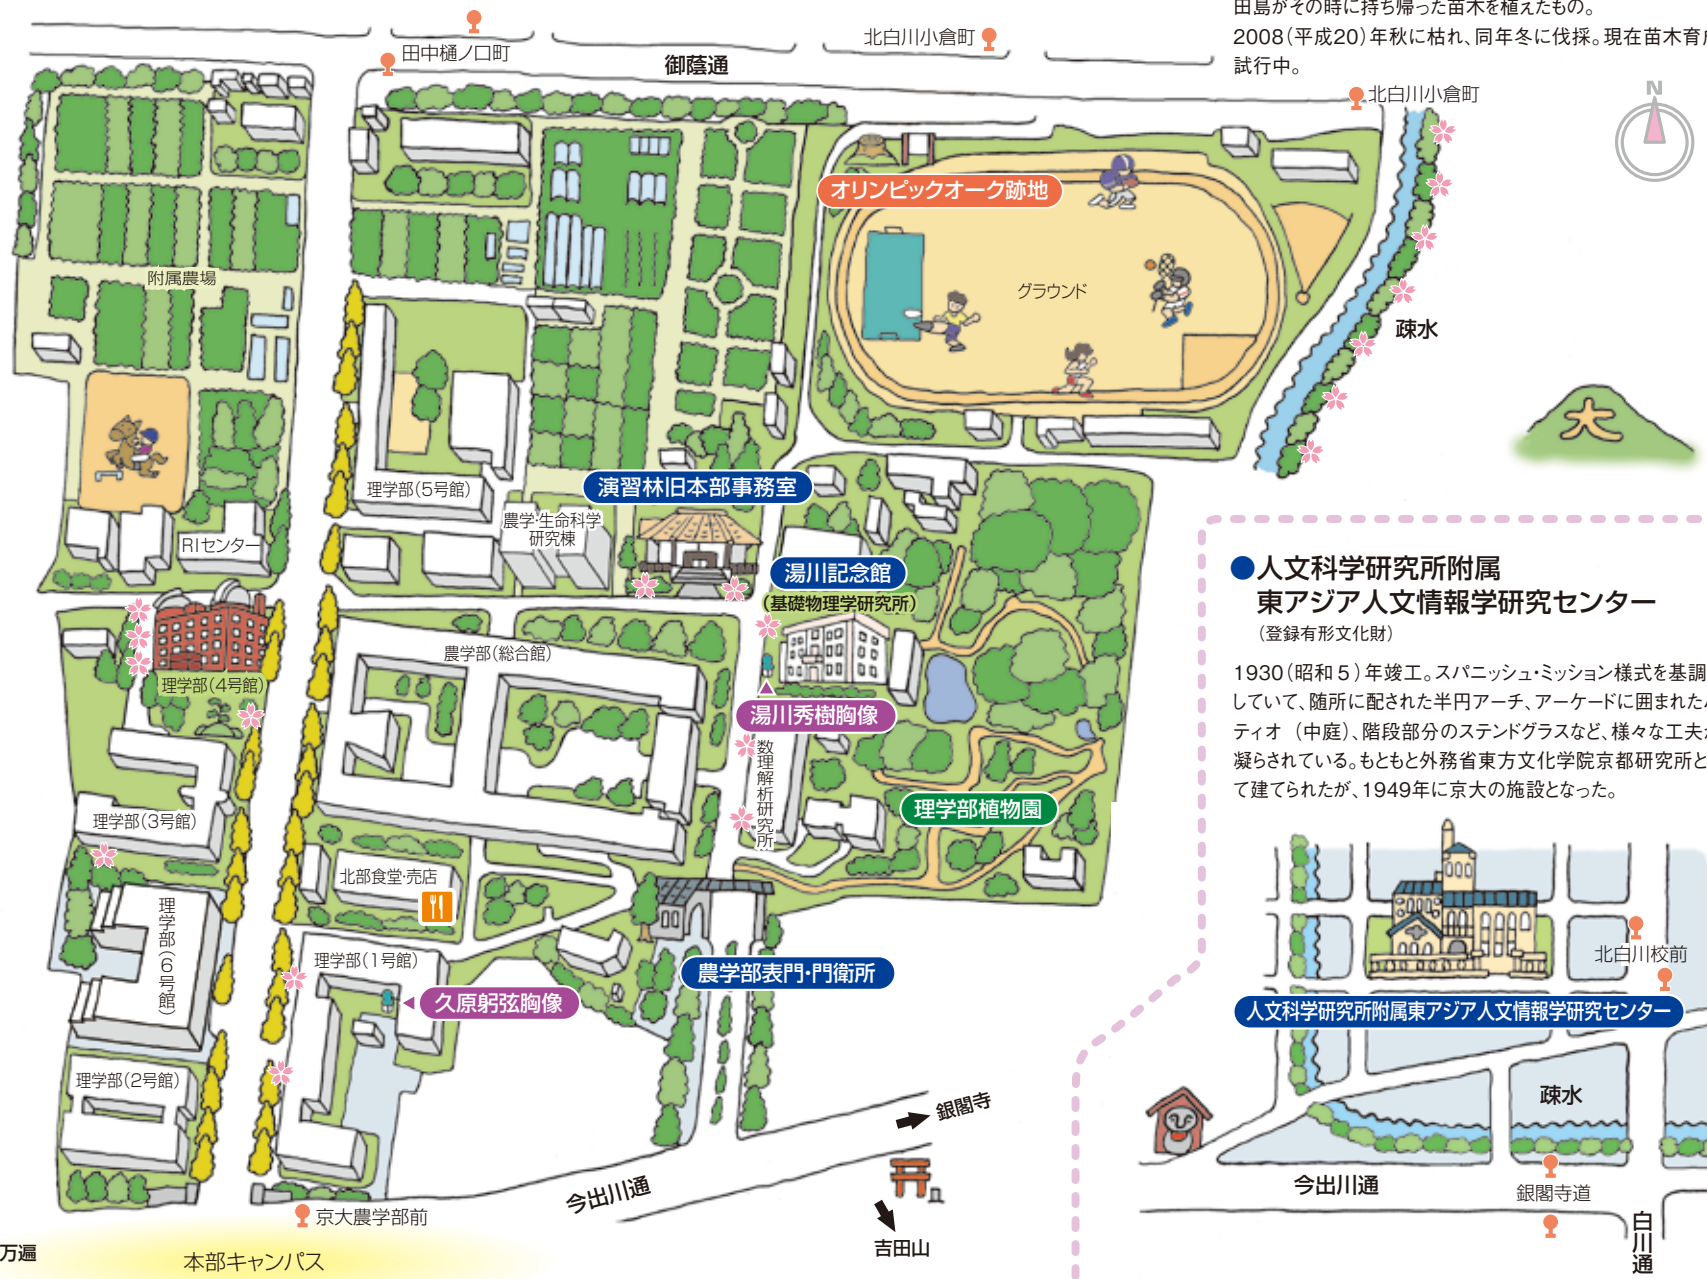 田島がその時に持ち帰った苗木を植えたもの。
2008(平成20)年秋に枯れ、同年冬に伐採。現在苗木育成
試行中。
田中樋ノ口町
北白川小倉町
御蔭通
北白川小倉町
N
オリンピックオーク跡地
附属農場
グラウンド
疎水
大
理学部(5号館)
演習林旧本部事務室
農学・生命科学
研究棟
RIセンター
湯川記念館
(基礎物理学研究所)
農学部(総合館)
理学部(4号館)
湯川秀樹胸像
数理解析研究所
理学部植物園
理学部(3号館)
北部食堂・売店
理学部(6号館)
理学部(1号館)
農学部表門・門衛所
久原躬弦胸像
理学部(2号館)
銀閣寺
今出川通
吉田山
京大農学部前
万遍
本部キャンパス
●人文科学研究所附属
東アジア人文情報学研究センター
(登録有形文化財)
1930(昭和5)年竣工。スパニッシュ・ミッション様式を基調
していて、随所に配された半円アーチ、アーケードに囲まれた
ティオ(中庭)、階段部分のステンドグラスなど、様々な工夫が
凝らされている。もともと外務省東方文化学院京都研究所と
て建てられたが、1949年に京大の施設となった。
北白川校前
人文科学研究所附属東アジア人文情報学研究センター
疎水
今出川通
銀閣寺道
白川通